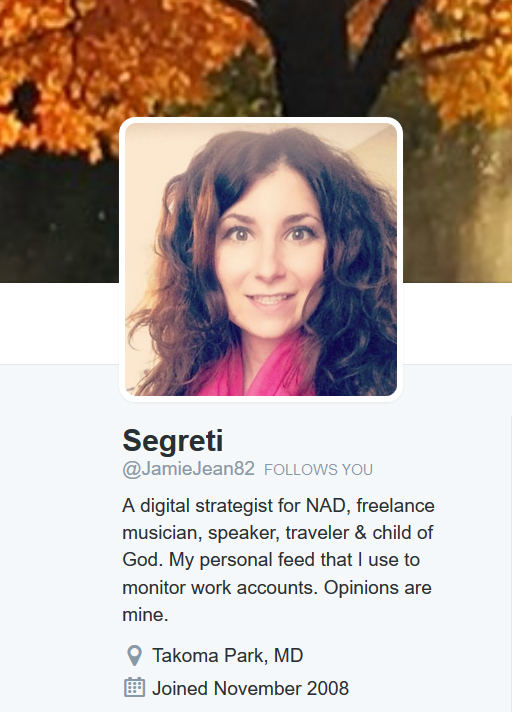 Segreti
@JamieJean82 FOLLOWS YOU
A digital strategist for NAD, freelance
musician, speaker, traveler & child of
God. My personal feed that I use to
monitor work accounts. Opinions are
mine.
Takoma Park, MD
Joined November 2008